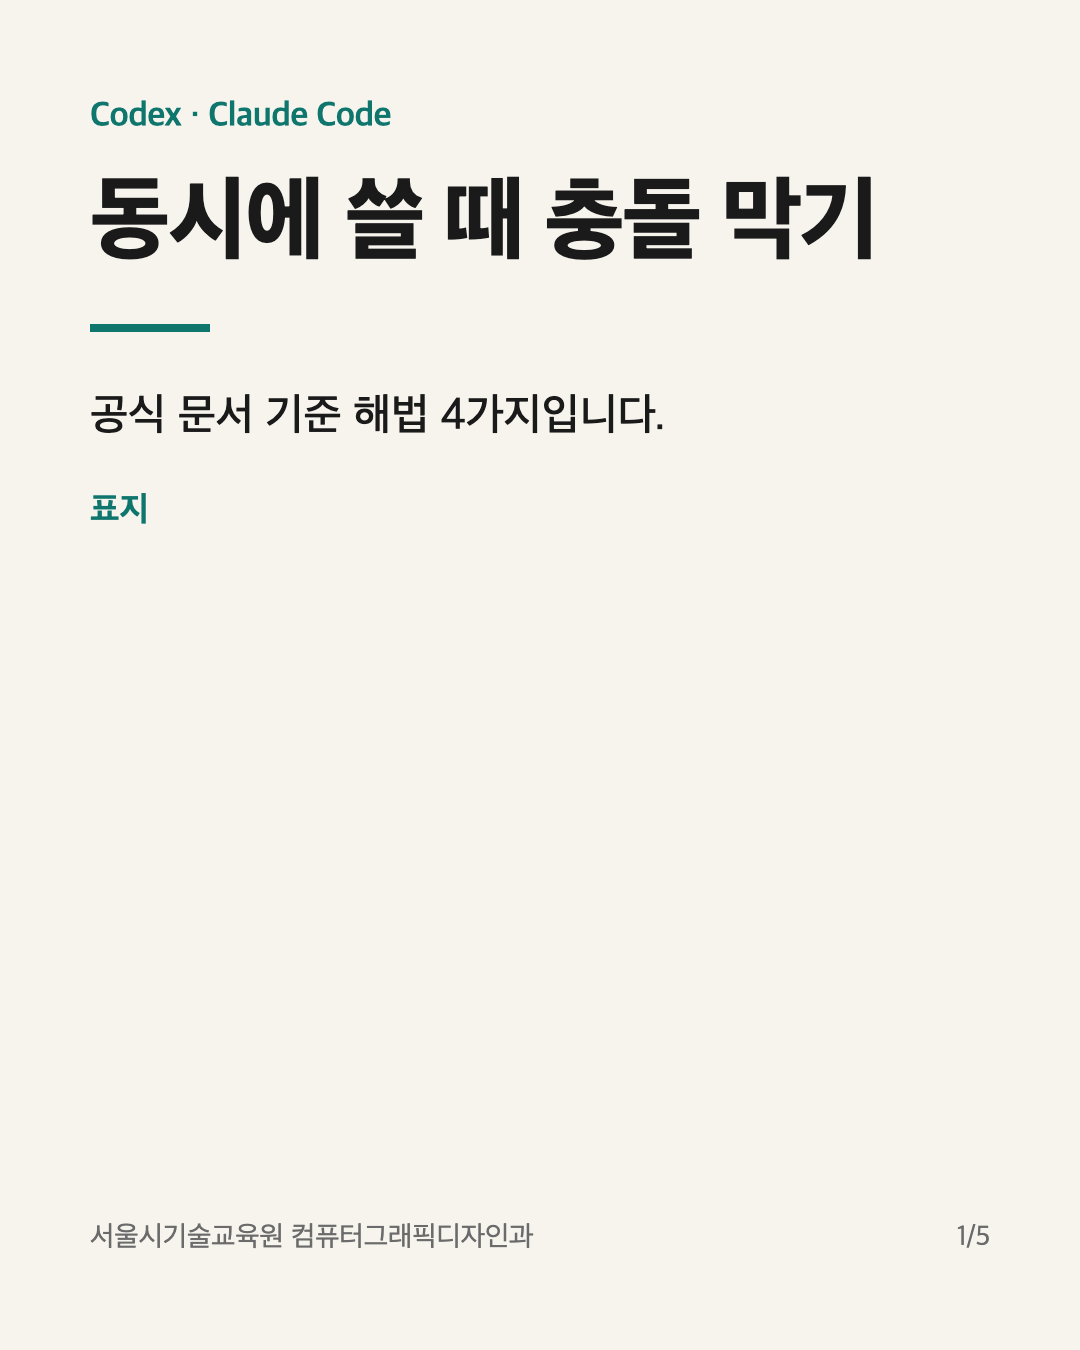 Codex · Claude Code
동시에 쓸 때 충돌 막기
공식 문서 기준 해법 4가지입니다.
표지
서울시기술교육원 컴퓨터그래픽디자인과
1/5